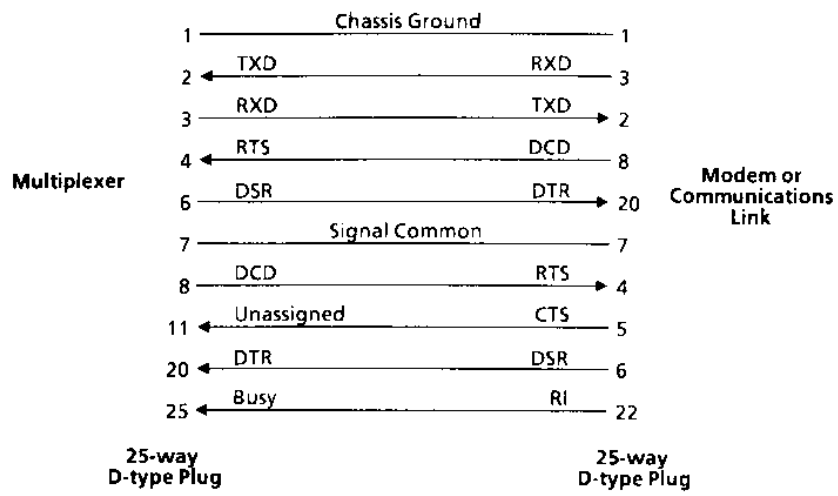 1 Chassis Ground 1
2 TXD RXD 3
3 RXD TXD 2
4 RTS DCD 8
Multiplexer
6 DSR DTR 20
Modem or
Communications
Link
7 Signal Common 7
8 DCD RTS 4
11 Unassigned CTS 5
20 DTR DSR 6
25 Busy RI 22
25-way
D-type Plug
25-way
D-type Plug